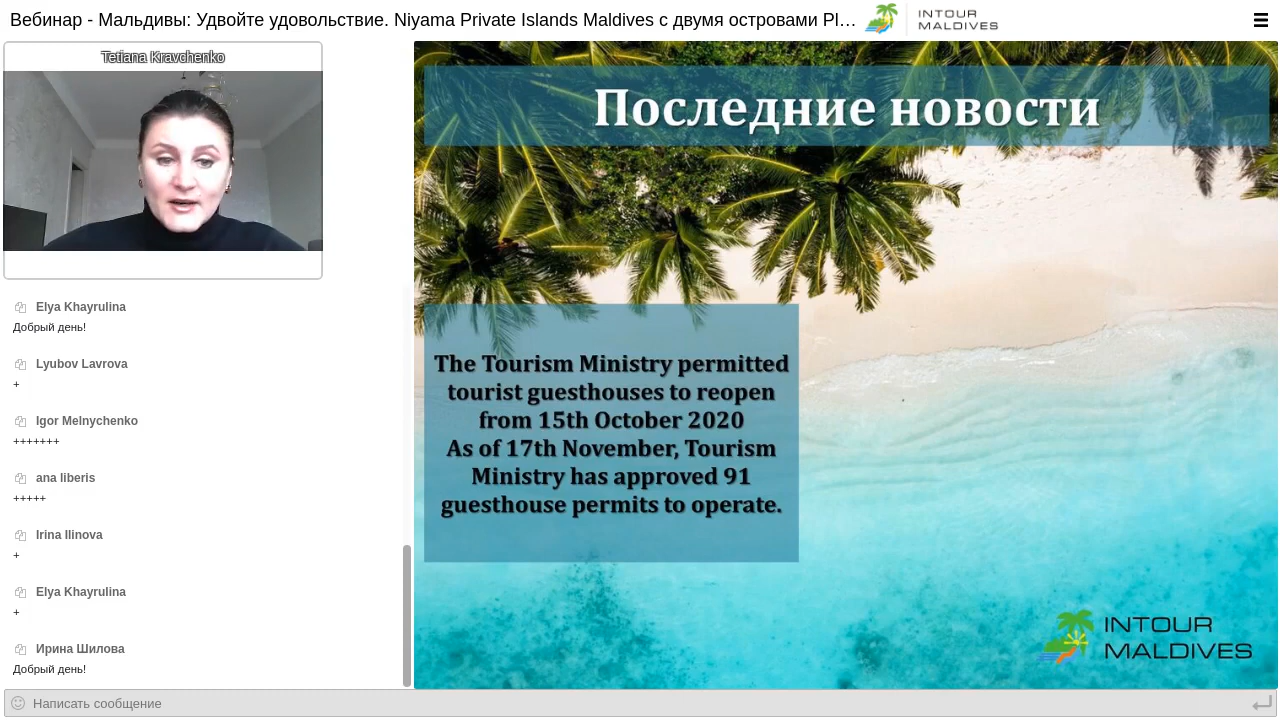 Вебинар - Мальдивы: Удвойте удовольствие. Niyama Private Islands Maldives с двумя островами Pl…
INTOUR
MALDIVES
Tetiana Kravchenko
Elya Khayrulina
Добрый день!
Lyubov Lavrova
+
Igor Melnychenko
+++++++
ana liberis
+++++
Irina Ilinova
+
Elya Khayrulina
+
Ирина Шилова
Добрый день!
Написать сообщение
Последние новости
The Tourism Ministry permitted
tourist guesthouses to reopen
from 15th October 2020
As of 17th November, Tourism
Ministry has approved 91
guesthouse permits to operate.
INTOUR
MALDIVES